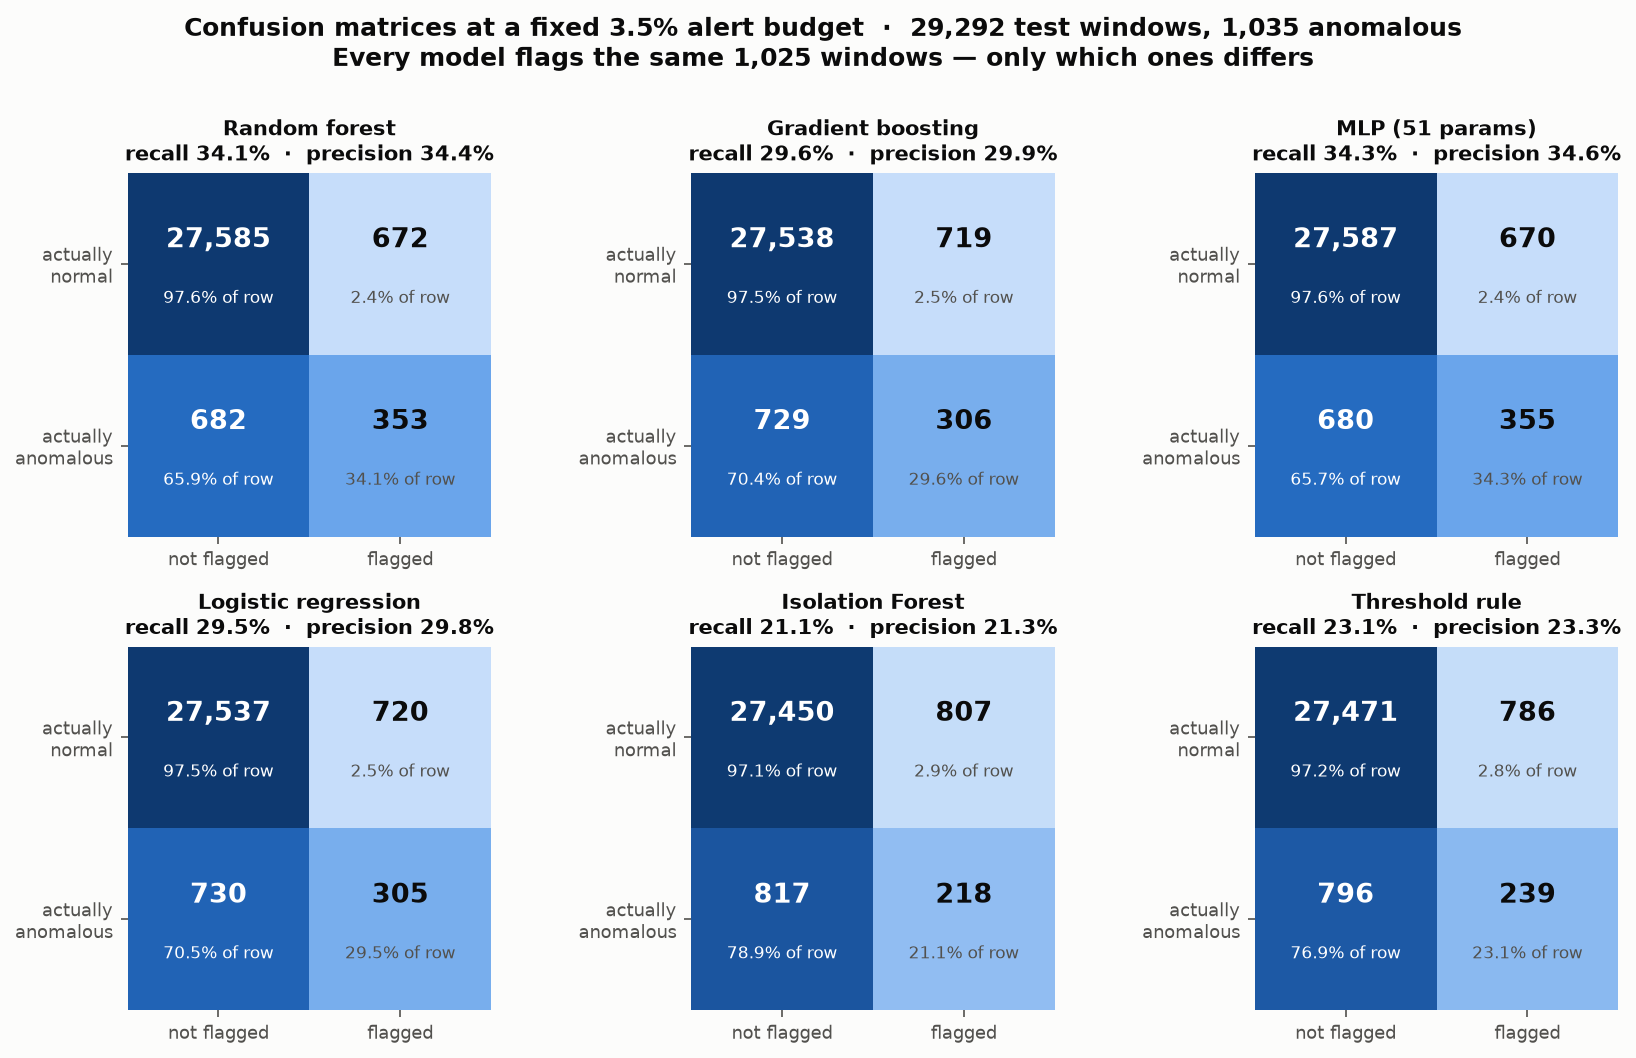 Confusion matrices at a fixed 3.5% alert budget · 29,292 test windows, 1,035 anomalous
Every model flags the same 1,025 windows — only which ones differs
Random forest
recall 34.1% · precision 34.4%
actually
normal
27,585
97.6% of row
672
2.4% of row
actually
anomalous
682
65.9% of row
353
34.1% of row
not flagged
flagged
Gradient boosting
recall 29.6% · precision 29.9%
actually
normal
27,538
97.5% of row
719
2.5% of row
actually
anomalous
729
70.4% of row
306
29.6% of row
not flagged
flagged
MLP (51 params)
recall 34.3% · precision 34.6%
actually
normal
27,587
97.6% of row
670
2.4% of row
actually
anomalous
680
65.7% of row
355
34.3% of row
not flagged
flagged
Logistic regression
recall 29.5% · precision 29.8%
actually
normal
27,537
97.5% of row
720
2.5% of row
actually
anomalous
730
70.5% of row
305
29.5% of row
not flagged
flagged
Isolation Forest
recall 21.1% · precision 21.3%
actually
normal
27,450
97.1% of row
807
2.9% of row
actually
anomalous
817
78.9% of row
218
21.1% of row
not flagged
flagged
Threshold rule
recall 23.1% · precision 23.3%
actually
normal
27,471
97.2% of row
786
2.8% of row
actually
anomalous
796
76.9% of row
239
23.1% of row
not flagged
flagged